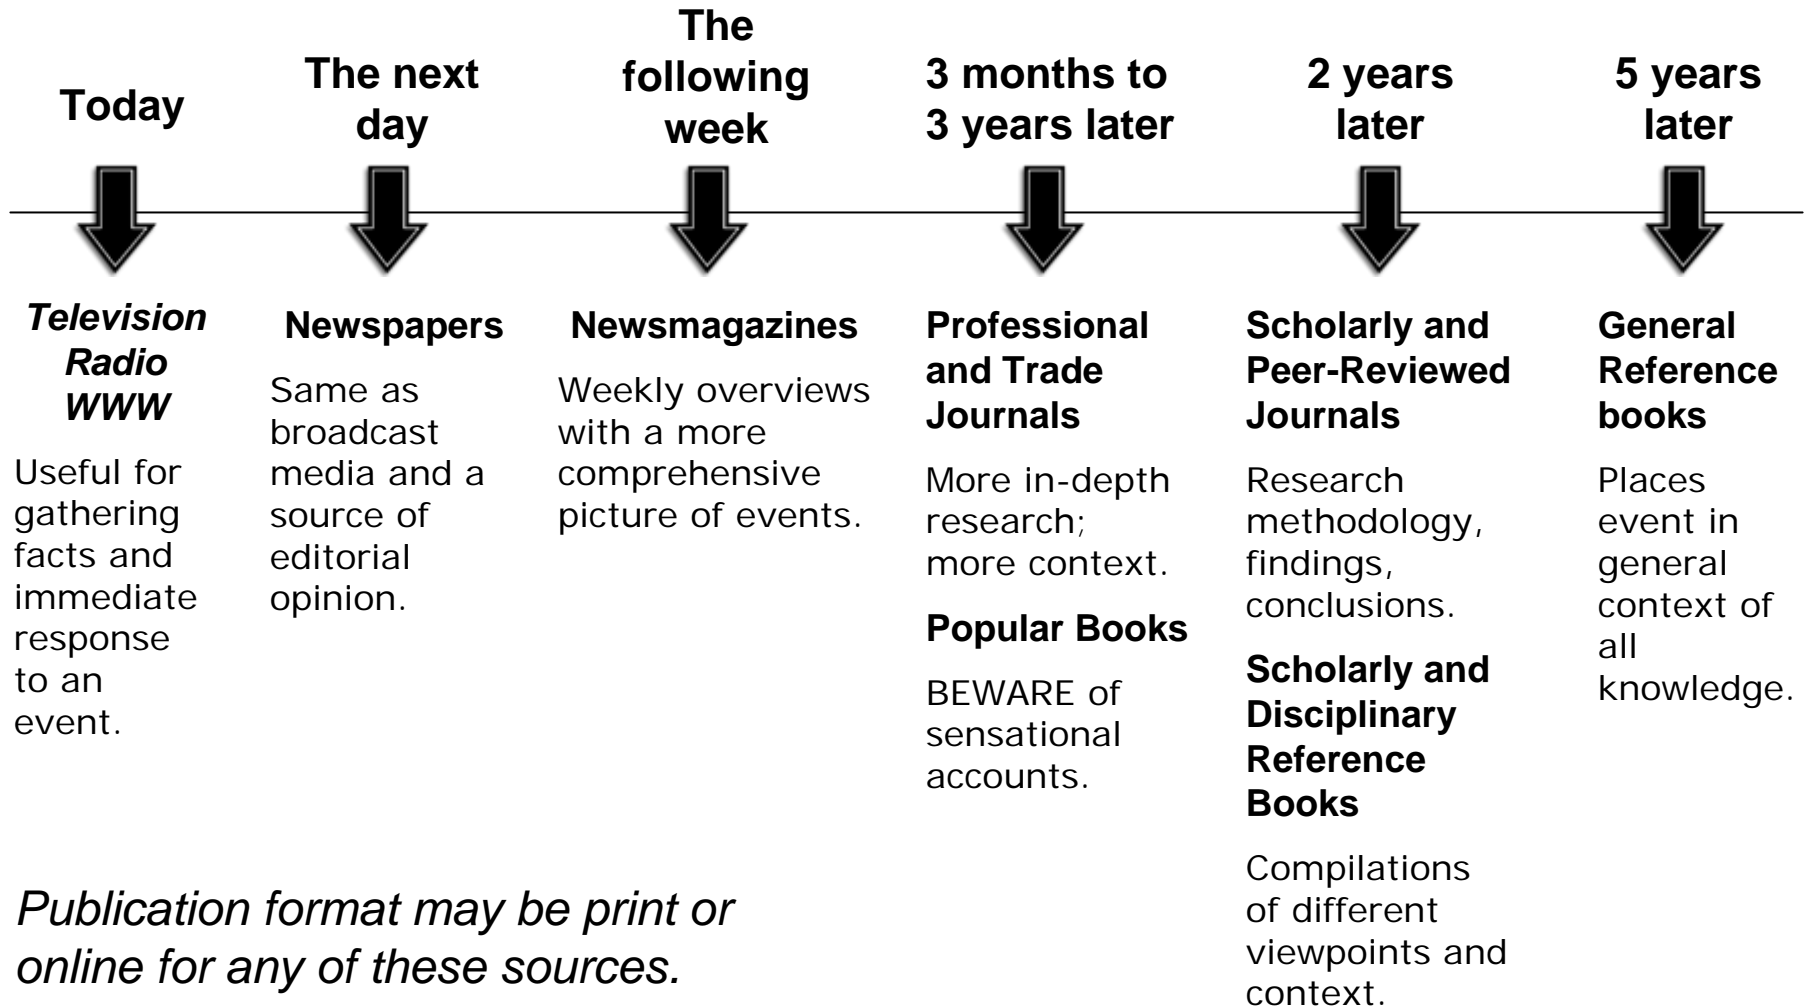 Today
The next
day
The
following
week
3 months to
3 years later
2 years
later
5 years
later
Television
Radio
WWW
Useful for
gathering
facts and
immediate
response
to an
event.
Newspapers
Same as
broadcast
media and a
source of
editorial
opinion.
Newsmagazines
Weekly overviews
with a more
comprehensive
picture of events.
Professional
and Trade
Journals
More in-depth
research;
more context.
Popular Books
BEWARE of
sensational
accounts.
Scholarly and
Peer-Reviewed
Journals
Research
methodology,
findings,
conclusions.
Scholarly and
Disciplinary
Reference
Books
Compilations
of different
viewpoints and
context.
General
Reference
books
Places
event in
general
context of
all
knowledge.
Publication format may be print or
online for any of these sources.